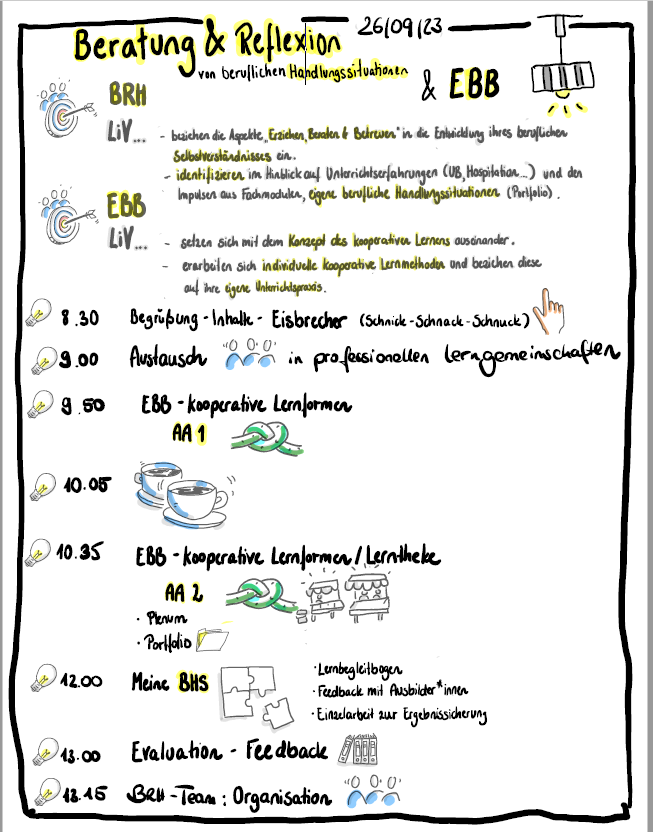 Beratung & Reflexion
26/09/23
von beruflichen Handlungssituationen
& EBB
BRH
LiV...
- beziehen die Aspekte „Erziehen, Beraten & Betreuen" in die Entwicklung ihres beruflichen
Selbstverständnisses ein.
- identifizieren im Hinblick auf Unterrichtserfahrungen (UB, Hospitation...) und den
Impulsen aus Fachmodulen, eigene berufliche Handlungssituationen (Portfolio).
EBB
LiV...
- setzen sich mit dem Konzept des kooperativen Lernens auseinander.
- erarbeiten sich individuelle kooperative Lernmethoden und beziehen diese
auf ihre eigene Unterrichtspraxis.
8.30 Begrüßung - Inhalte - Eisbrecher (Schnick-Schnack-Schnuck)
9.00 Austausch in professionellen Lerngemeinschaften
9.50 EBB - kooperative Lernformen
AA 1
10.05
10.35 EBB - kooperative Lernformen / Lerntheke
AA 2
· Plenum
· Portfolio
12.00 Meine BHS
· Lernbegleitbogen
· Feedback mit Ausbilder*innen
· Einzelarbeit zur Ergebnissicherung
13.00 Evaluation - Feedback
13.15 BRH-Team: Organisation